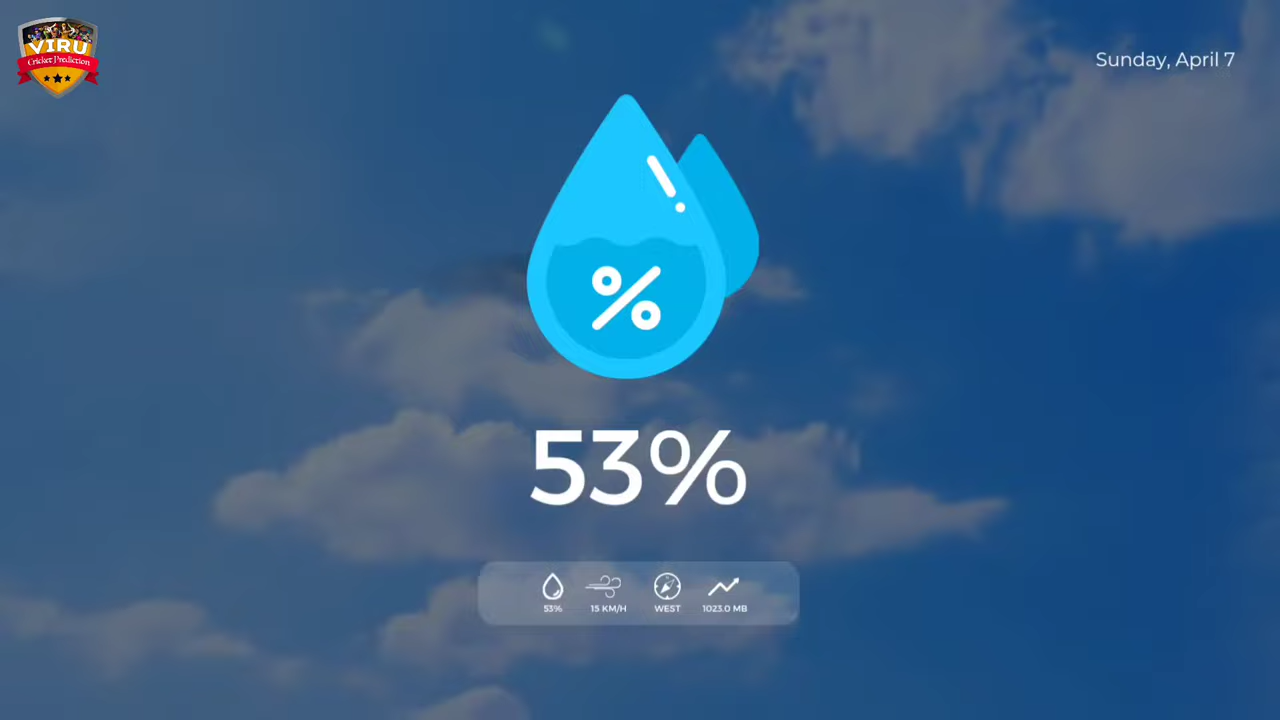 VIRU
Cricket Prediction
Sunday, April 7
%
53%
53%
15 KM/H
WEST
1023.0 MB